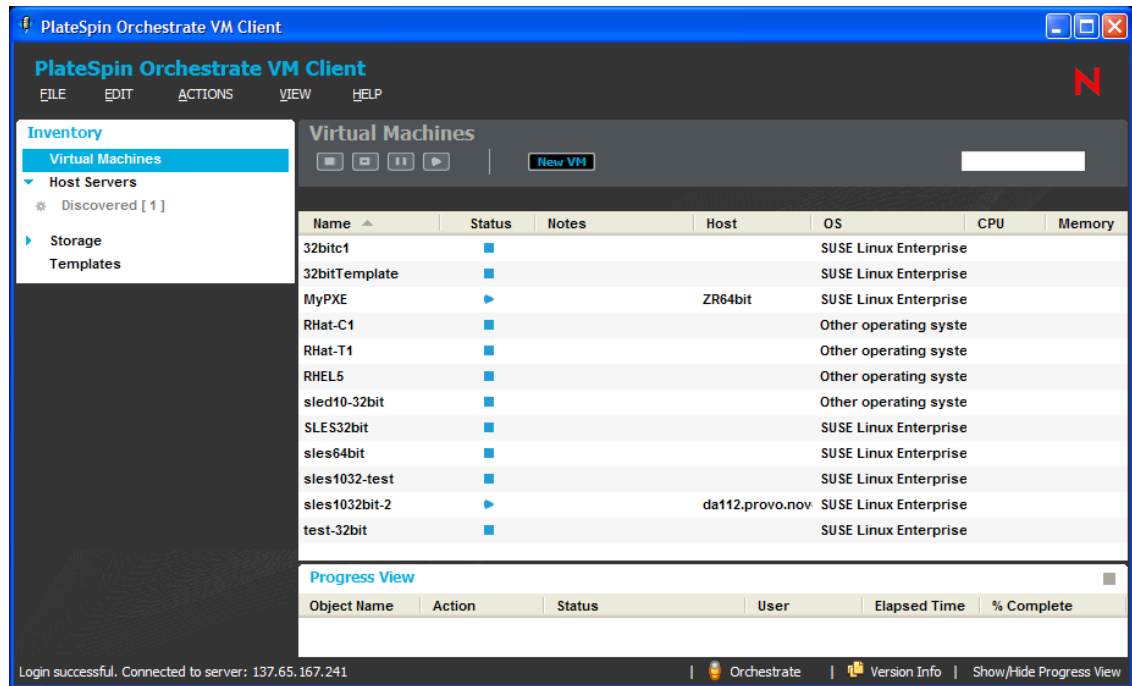 PlateSpin Orchestrate VM Client
PlateSpin Orchestrate VM Client
FILE EDIT ACTIONS VIEW HELP
N
Inventory
Virtual Machines
Host Servers
Discovered [ 1 ]
Storage
Templates
Virtual Machines
New VM
Name Status Notes Host OS CPU Memory
32bitc1 SUSE Linux Enterprise
32bitTemplate SUSE Linux Enterprise
MyPXE ZR64bit SUSE Linux Enterprise
RHat-C1 Other operating syste
RHat-T1 Other operating syste
RHEL5 Other operating syste
sled10-32bit Other operating syste
SLES32bit SUSE Linux Enterprise
sles64bit SUSE Linux Enterprise
sles1032-test SUSE Linux Enterprise
sles1032bit-2 da112.provo.nov SUSE Linux Enterprise
test-32bit SUSE Linux Enterprise
Progress View
Object Name Action Status User Elapsed Time % Complete
Login successful. Connected to server: 137.65.167.241 | Orchestrate | Version Info | Show/Hide Progress View